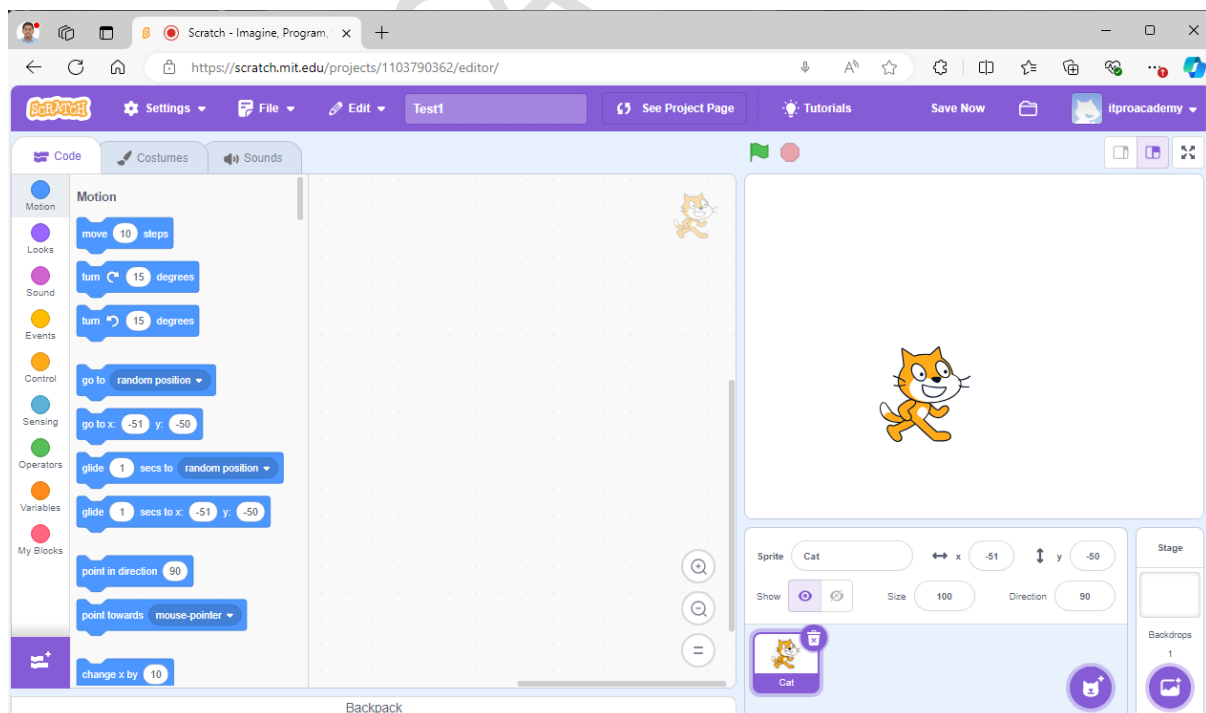 Scratch - Imagine, Program,
https://scratch.mit.edu/projects/1103790362/editor/
SCRATCH Settings File Edit Test1 See Project Page Tutorials Save Now itproacademy
Code Costumes Sounds
Motion
Looks
Sound
Events
Control
Sensing
Operators
Variables
My Blocks
Motion
move 10 steps
turn 15 degrees
turn 15 degrees
go to random position
go to x: -51 y: -50
glide 1 secs to random position
glide 1 secs to x: -51 y: -50
point in direction 90
point towards mouse-pointer
change x by 10
Backpack
Sprite Cat x -51 y -50
Show Size 100 Direction 90
Cat
Stage
Backdrops
1